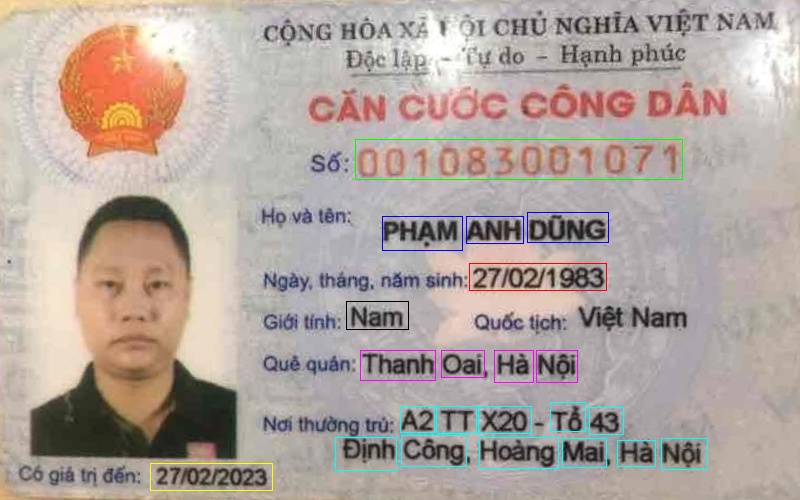 CỘNG HÒA XÃ HỘI CHỦ NGHĨA VIỆT NAM
Độc lập - Tự do - Hạnh phúc
CĂN CƯỚC CÔNG DÂN
Số: 001083001071
Họ và tên: PHẠM ANH DŨNG
Ngày, tháng, năm sinh: 27/02/1983
Giới tính: Nam Quốc tịch: Việt Nam
Quê quán: Thanh Oai, Hà Nội
Nơi thường trú: A2 TT X20 - Tổ 43
Định Công, Hoàng Mai, Hà Nội
Có giá trị đến: 27/02/2023